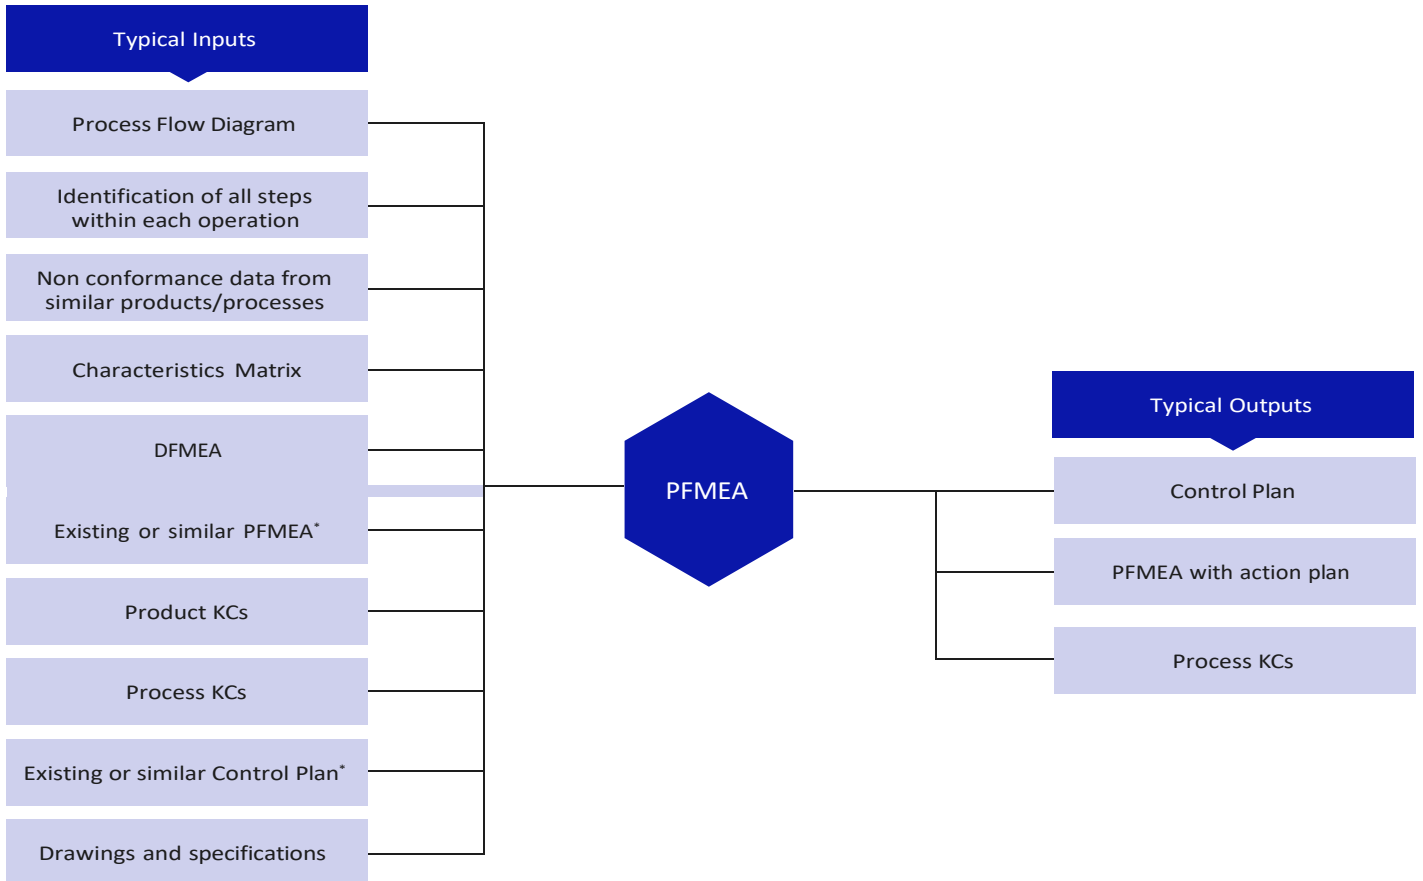 Typical Inputs
Process Flow Diagram
Identification of all steps
within each operation
Non conformance data from
similar products/processes
Characteristics Matrix
DFMEA
Existing or similar PFMEA*
Product KCs
Process KCs
Existing or similar Control Plan*
Drawings and specifications
PFMEA
Typical Outputs
Control Plan
PFMEA with action plan
Process KCs